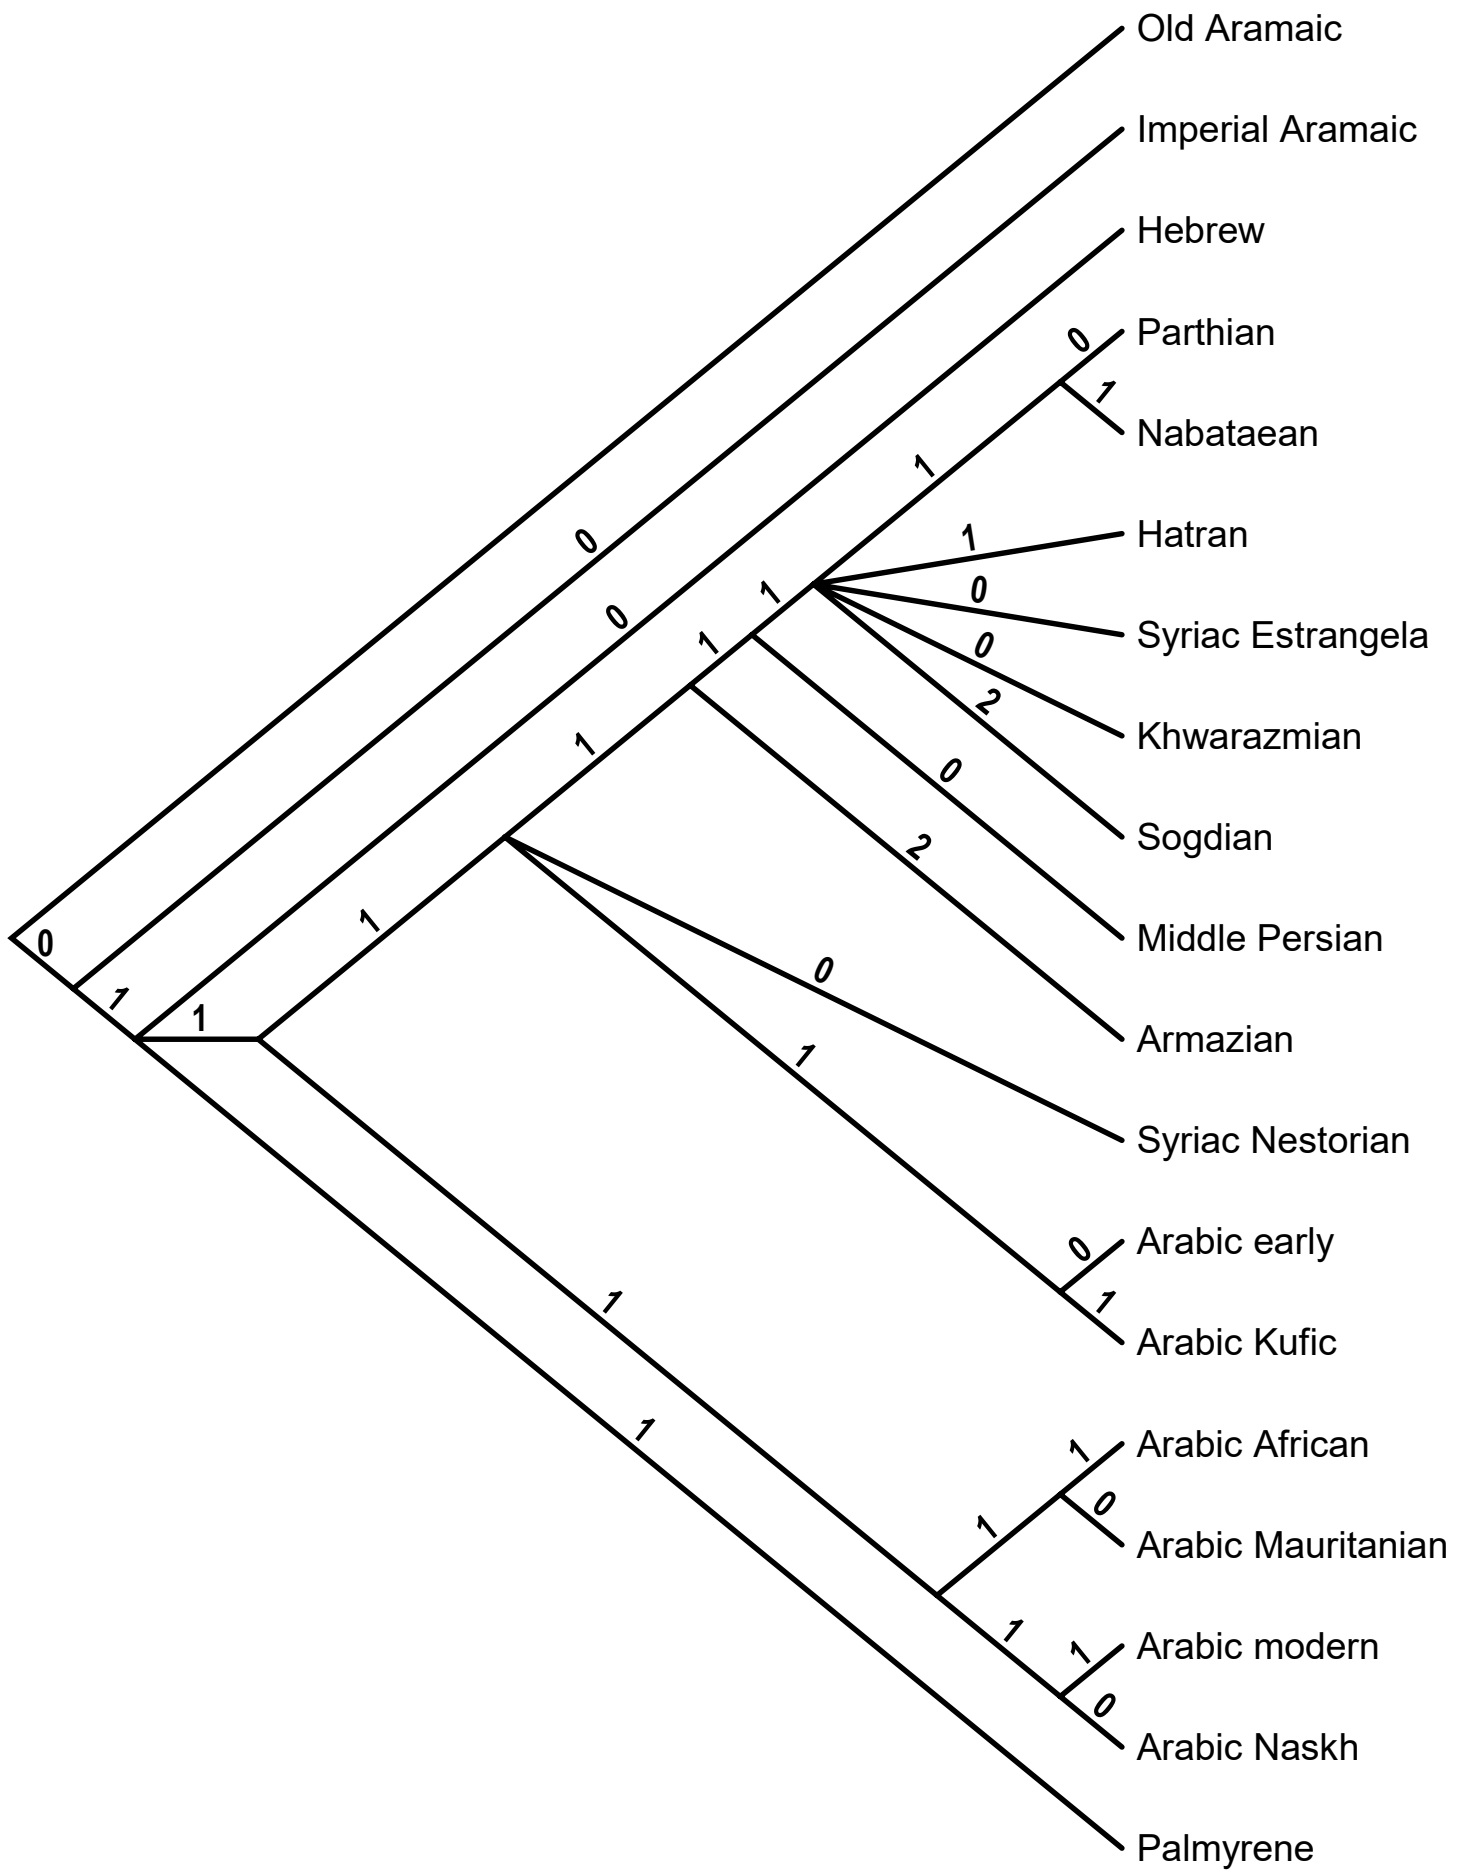 Old Aramaic
Imperial Aramaic
Hebrew
0
Parthian
1
Nabataean
1
1
Hatran
0
0
Syriac Estrangela
1
0
0
Khwarazmian
1
2
1
Sogdian
0
2
1
Middle Persian
0
0
1
1
Armazian
1
Syriac Nestorian
0
Arabic early
1
1
Arabic Kufic
1
1
Arabic African
1
0
Arabic Mauritanian
1
1
Arabic modern
0
Arabic Naskh
Palmyrene